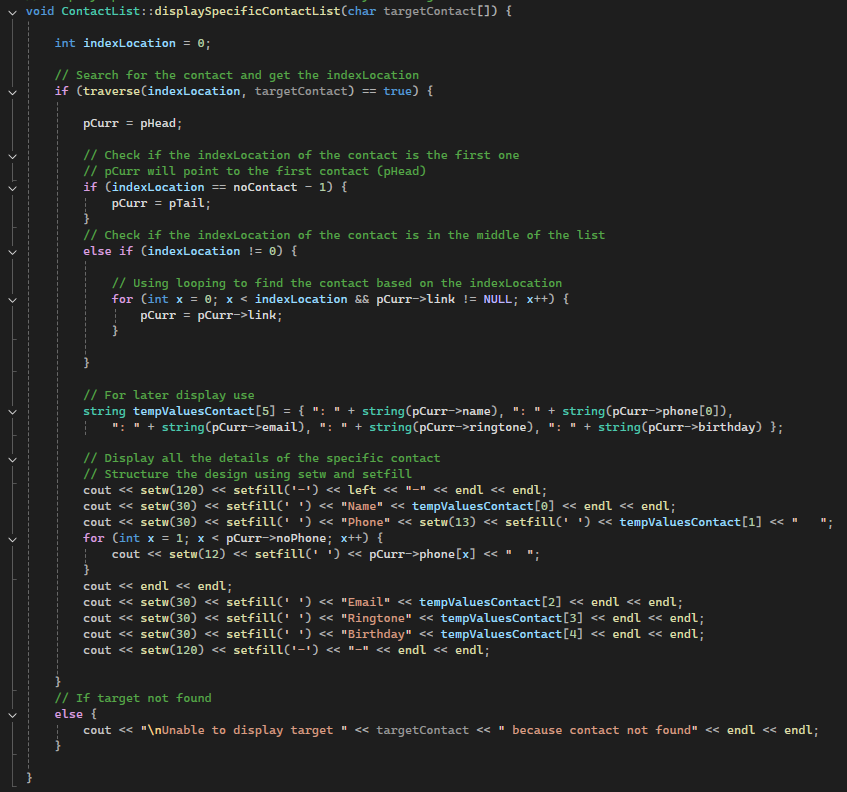 void ContactList::displaySpecificContactList(char targetContact[]) {
int indexLocation = 0;
// Search for the contact and get the indexLocation
if (traverse(indexLocation, targetContact) == true) {
pCurr = pHead;
// Check if the indexLocation of the contact is the first one
// pCurr will point to the first contact (pHead)
if (indexLocation == noContact - 1) {
pCurr = pTail;
}
// Check if the indexLocation of the contact is in the middle of the list
else if (indexLocation != 0) {
// Using looping to find the contact based on the indexLocation
for (int x = 0; x < indexLocation && pCurr->link != NULL; x++) {
pCurr = pCurr->link;
}
}
// For later display use
string tempValuesContact[5] = { ": " + string(pCurr->name), ": " + string(pCurr->phone[0]),
": " + string(pCurr->email), ": " + string(pCurr->ringtone), ": " + string(pCurr->birthday) };
// Display all the details of the specific contact
// Structure the design using setw and setfill
cout << setw(120) << setfill('-') << left << "-" << endl << endl;
cout << setw(30) << setfill(' ') << "Name" << tempValuesContact[0] << endl << endl;
cout << setw(30) << setfill(' ') << "Phone" << setw(13) << setfill(' ') << tempValuesContact[1] << "   ";
for (int x = 1; x < pCurr->noPhone; x++) {
cout << setw(12) << setfill(' ') << pCurr->phone[x] << "  ";
}
cout << endl << endl;
cout << setw(30) << setfill(' ') << "Email" << tempValuesContact[2] << endl << endl;
cout << setw(30) << setfill(' ') << "Ringtone" << tempValuesContact[3] << endl << endl;
cout << setw(30) << setfill(' ') << "Birthday" << tempValuesContact[4] << endl << endl;
cout << setw(120) << setfill('-') << "-" << endl << endl;
}
// If target not found
else {
cout << "\nUnable to display target " << targetContact << " because contact not found" << endl << endl;
}
}